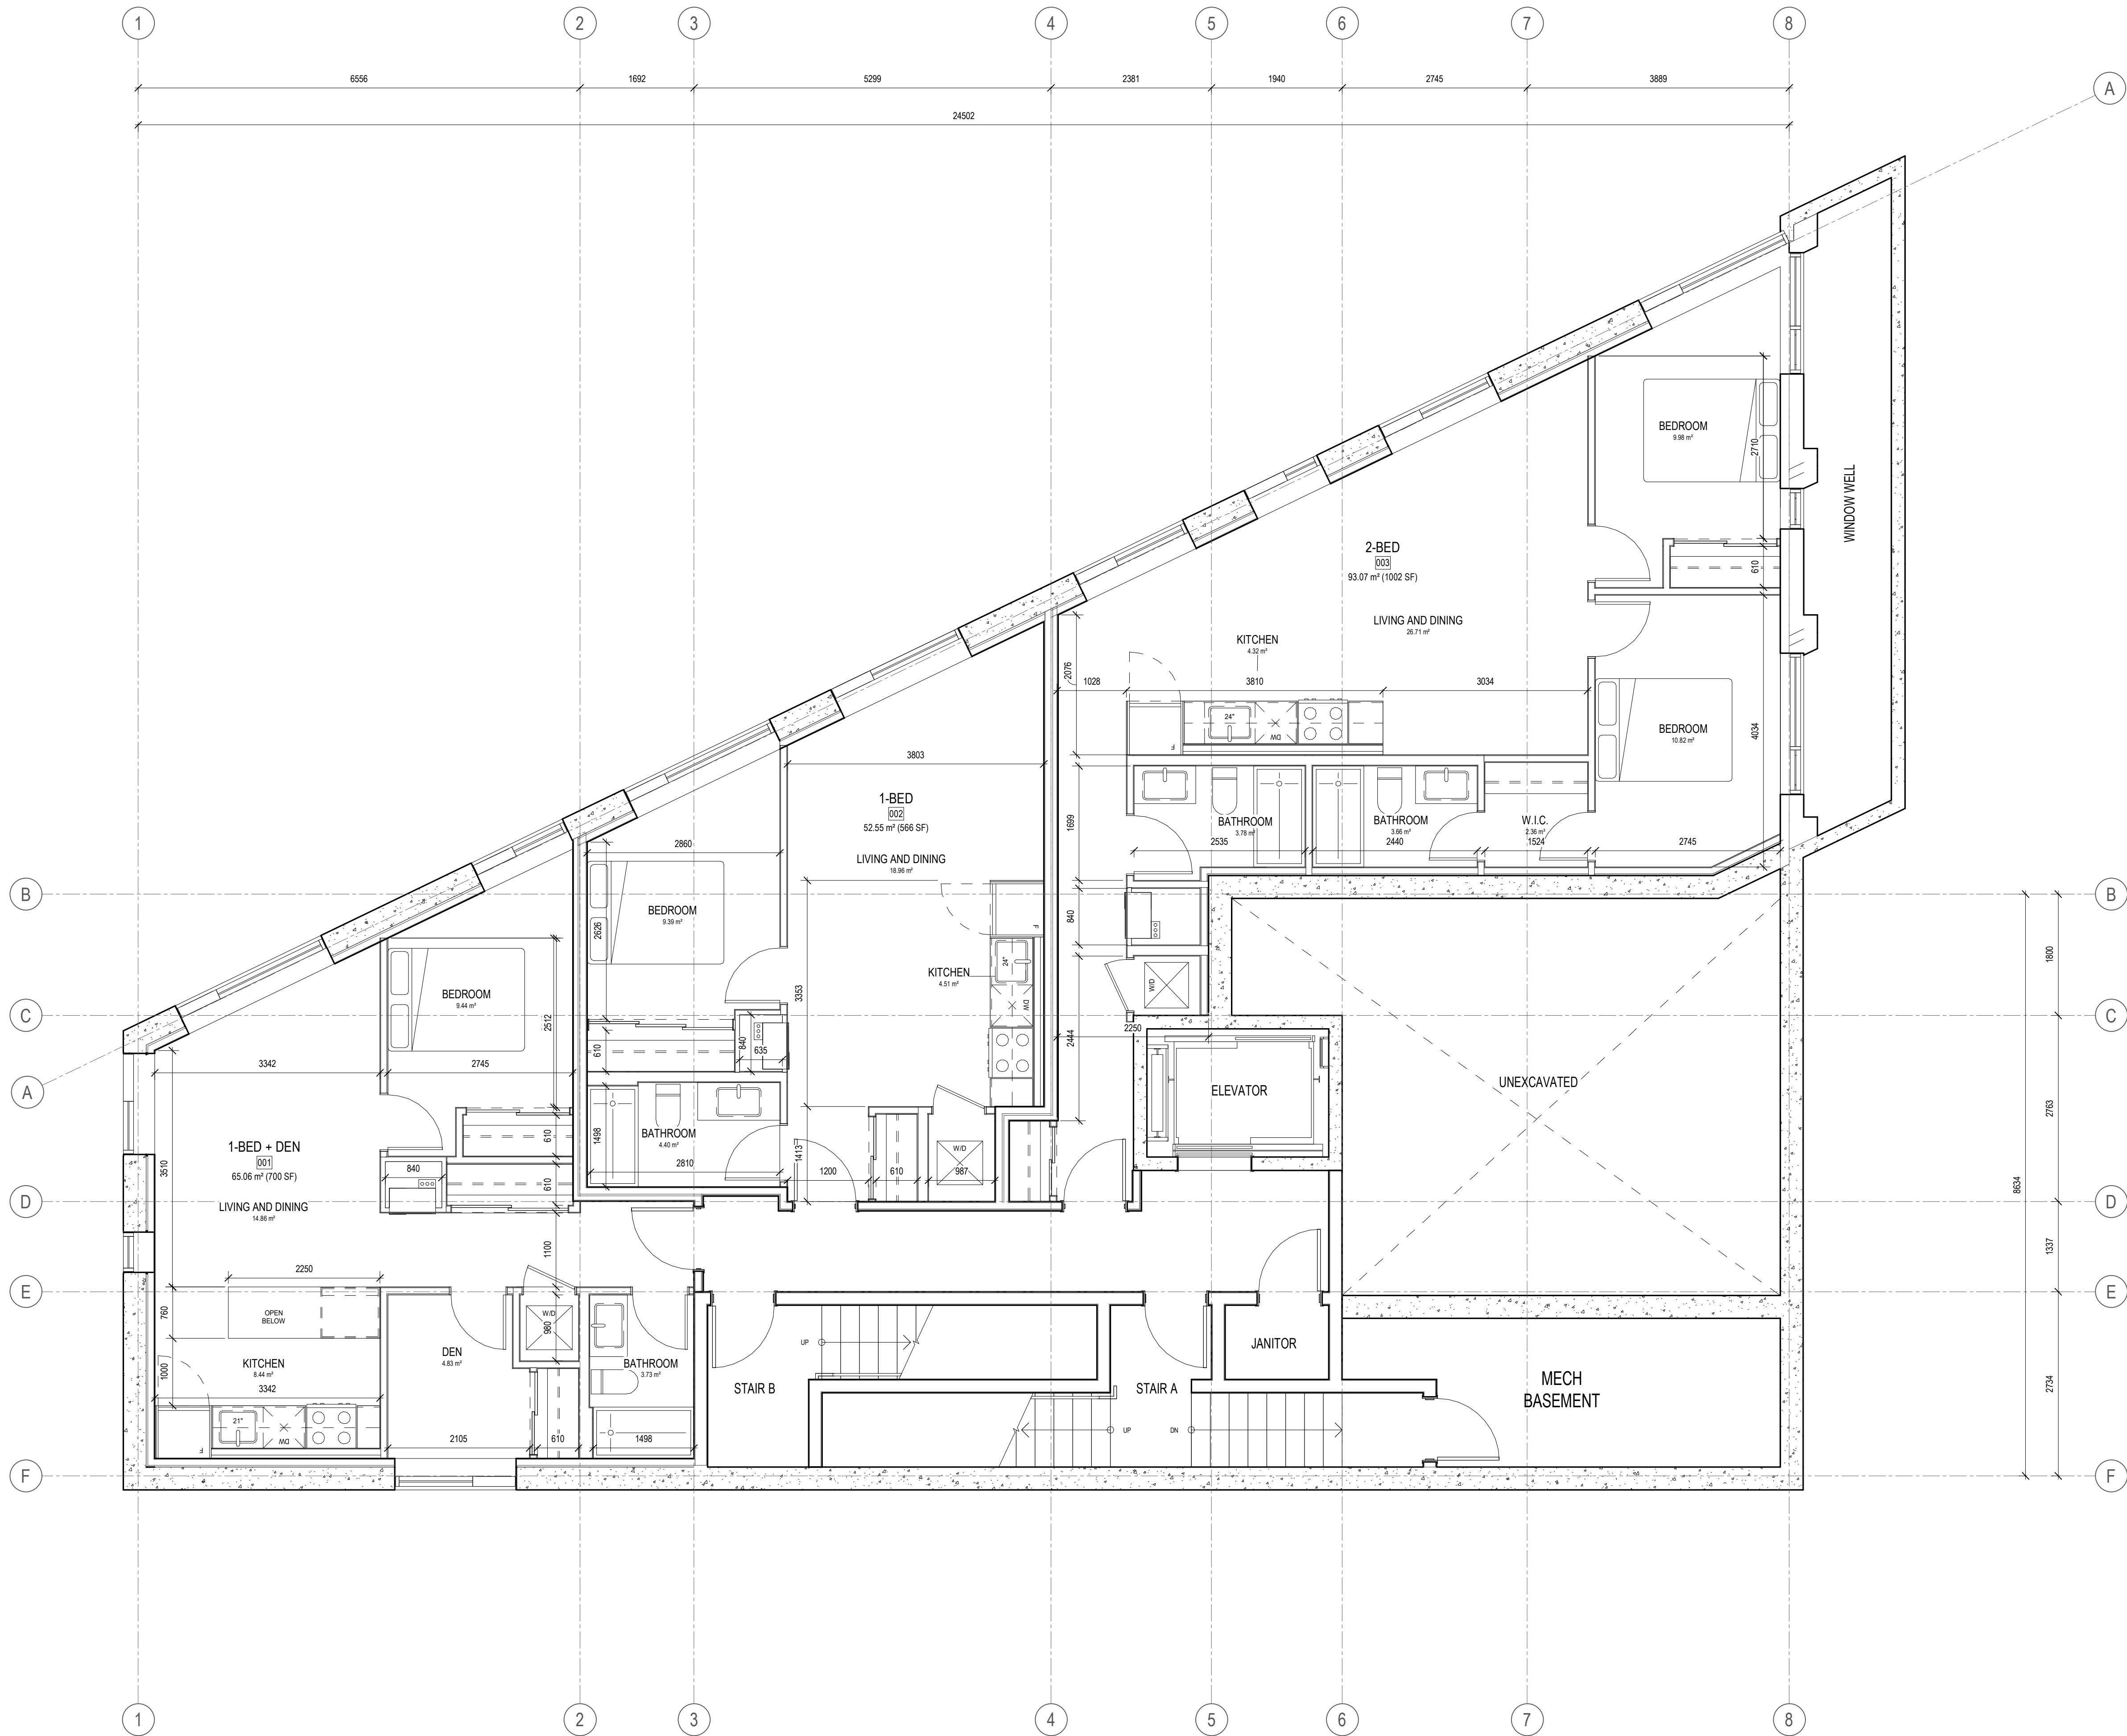 1
2
3
4
5
6
7
8
6556
1692
5299
2381
1940
2745
3889
A
24502
BEDROOM
9.98 m²
2710
WINDOW WELL
2-BED
003
93.07 m² (1002 SF)
610
LIVING AND DINING
26.71 m²
KITCHEN
4.32 m²
2076
1028
3810
3034
24"
DW
F
BEDROOM
10.82 m²
4034
3803
1-BED
002
52.55 m² (566 SF)
LIVING AND DINING
18.96 m²
1699
BATHROOM
3.78 m²
2535
BATHROOM
3.66 m²
2440
W.I.C.
2.36 m²
1524
2745
2860
B
B
BEDROOM
9.39 m²
2626
F
24"
KITCHEN
4.51 m²
DW
3353
840
1800
BEDROOM
9.44 m²
2512
W/D
C
C
2250
2444
610
840
635
3342
2745
A
ELEVATOR
UNEXCAVATED
2763
1-BED + DEN
001
65.06 m² (700 SF)
3510
610
1498
BATHROOM
4.40 m²
2810
1413
1200
610
W/D
987
840
610
8634
D
D
LIVING AND DINING
14.86 m²
1100
1337
2250
E
E
OPEN
BELOW
760
W/D
980
UP
JANITOR
DEN
4.83 m²
KITCHEN
8.44 m²
1000
3342
BATHROOM
3.73 m²
STAIR B
STAIR A
MECH
BASEMENT
2734
21"
DW
F
2105
610
1498
UP
DN
F
F
1
2
3
4
5
6
7
8